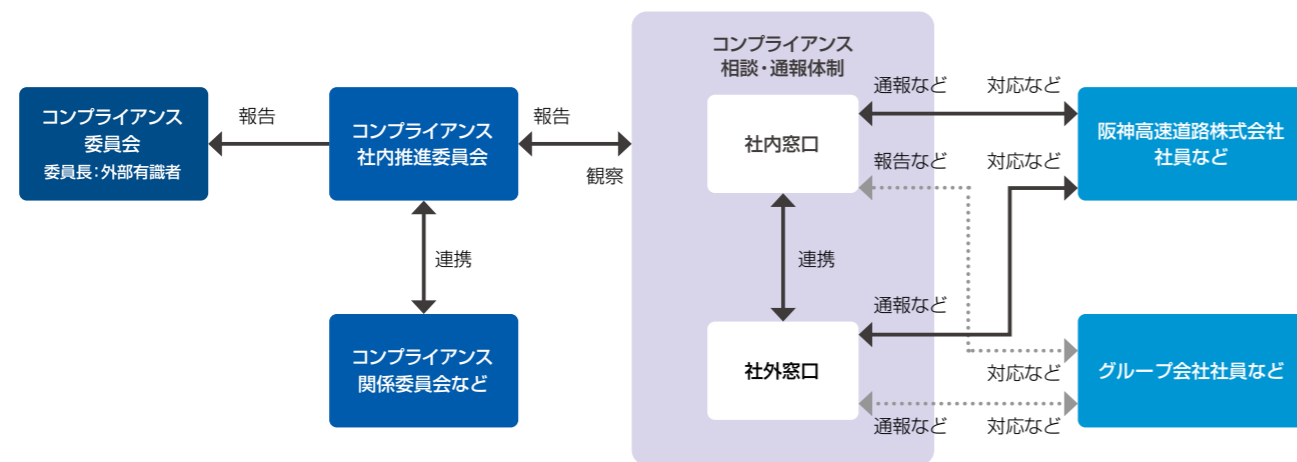 コンプライアンス
相談・通報体制
コンプライアンス
委員会
委員長：外部有識者
報告
コンプライアンス
社内推進委員会
報告
観察
連携
コンプライアンス
関係委員会など
社内窓口
連携
社外窓口
通報など
対応など
報告など
対応など
通報など
対応など
通報など
対応など
阪神高速道路株式会社
社員など
グループ会社社員など